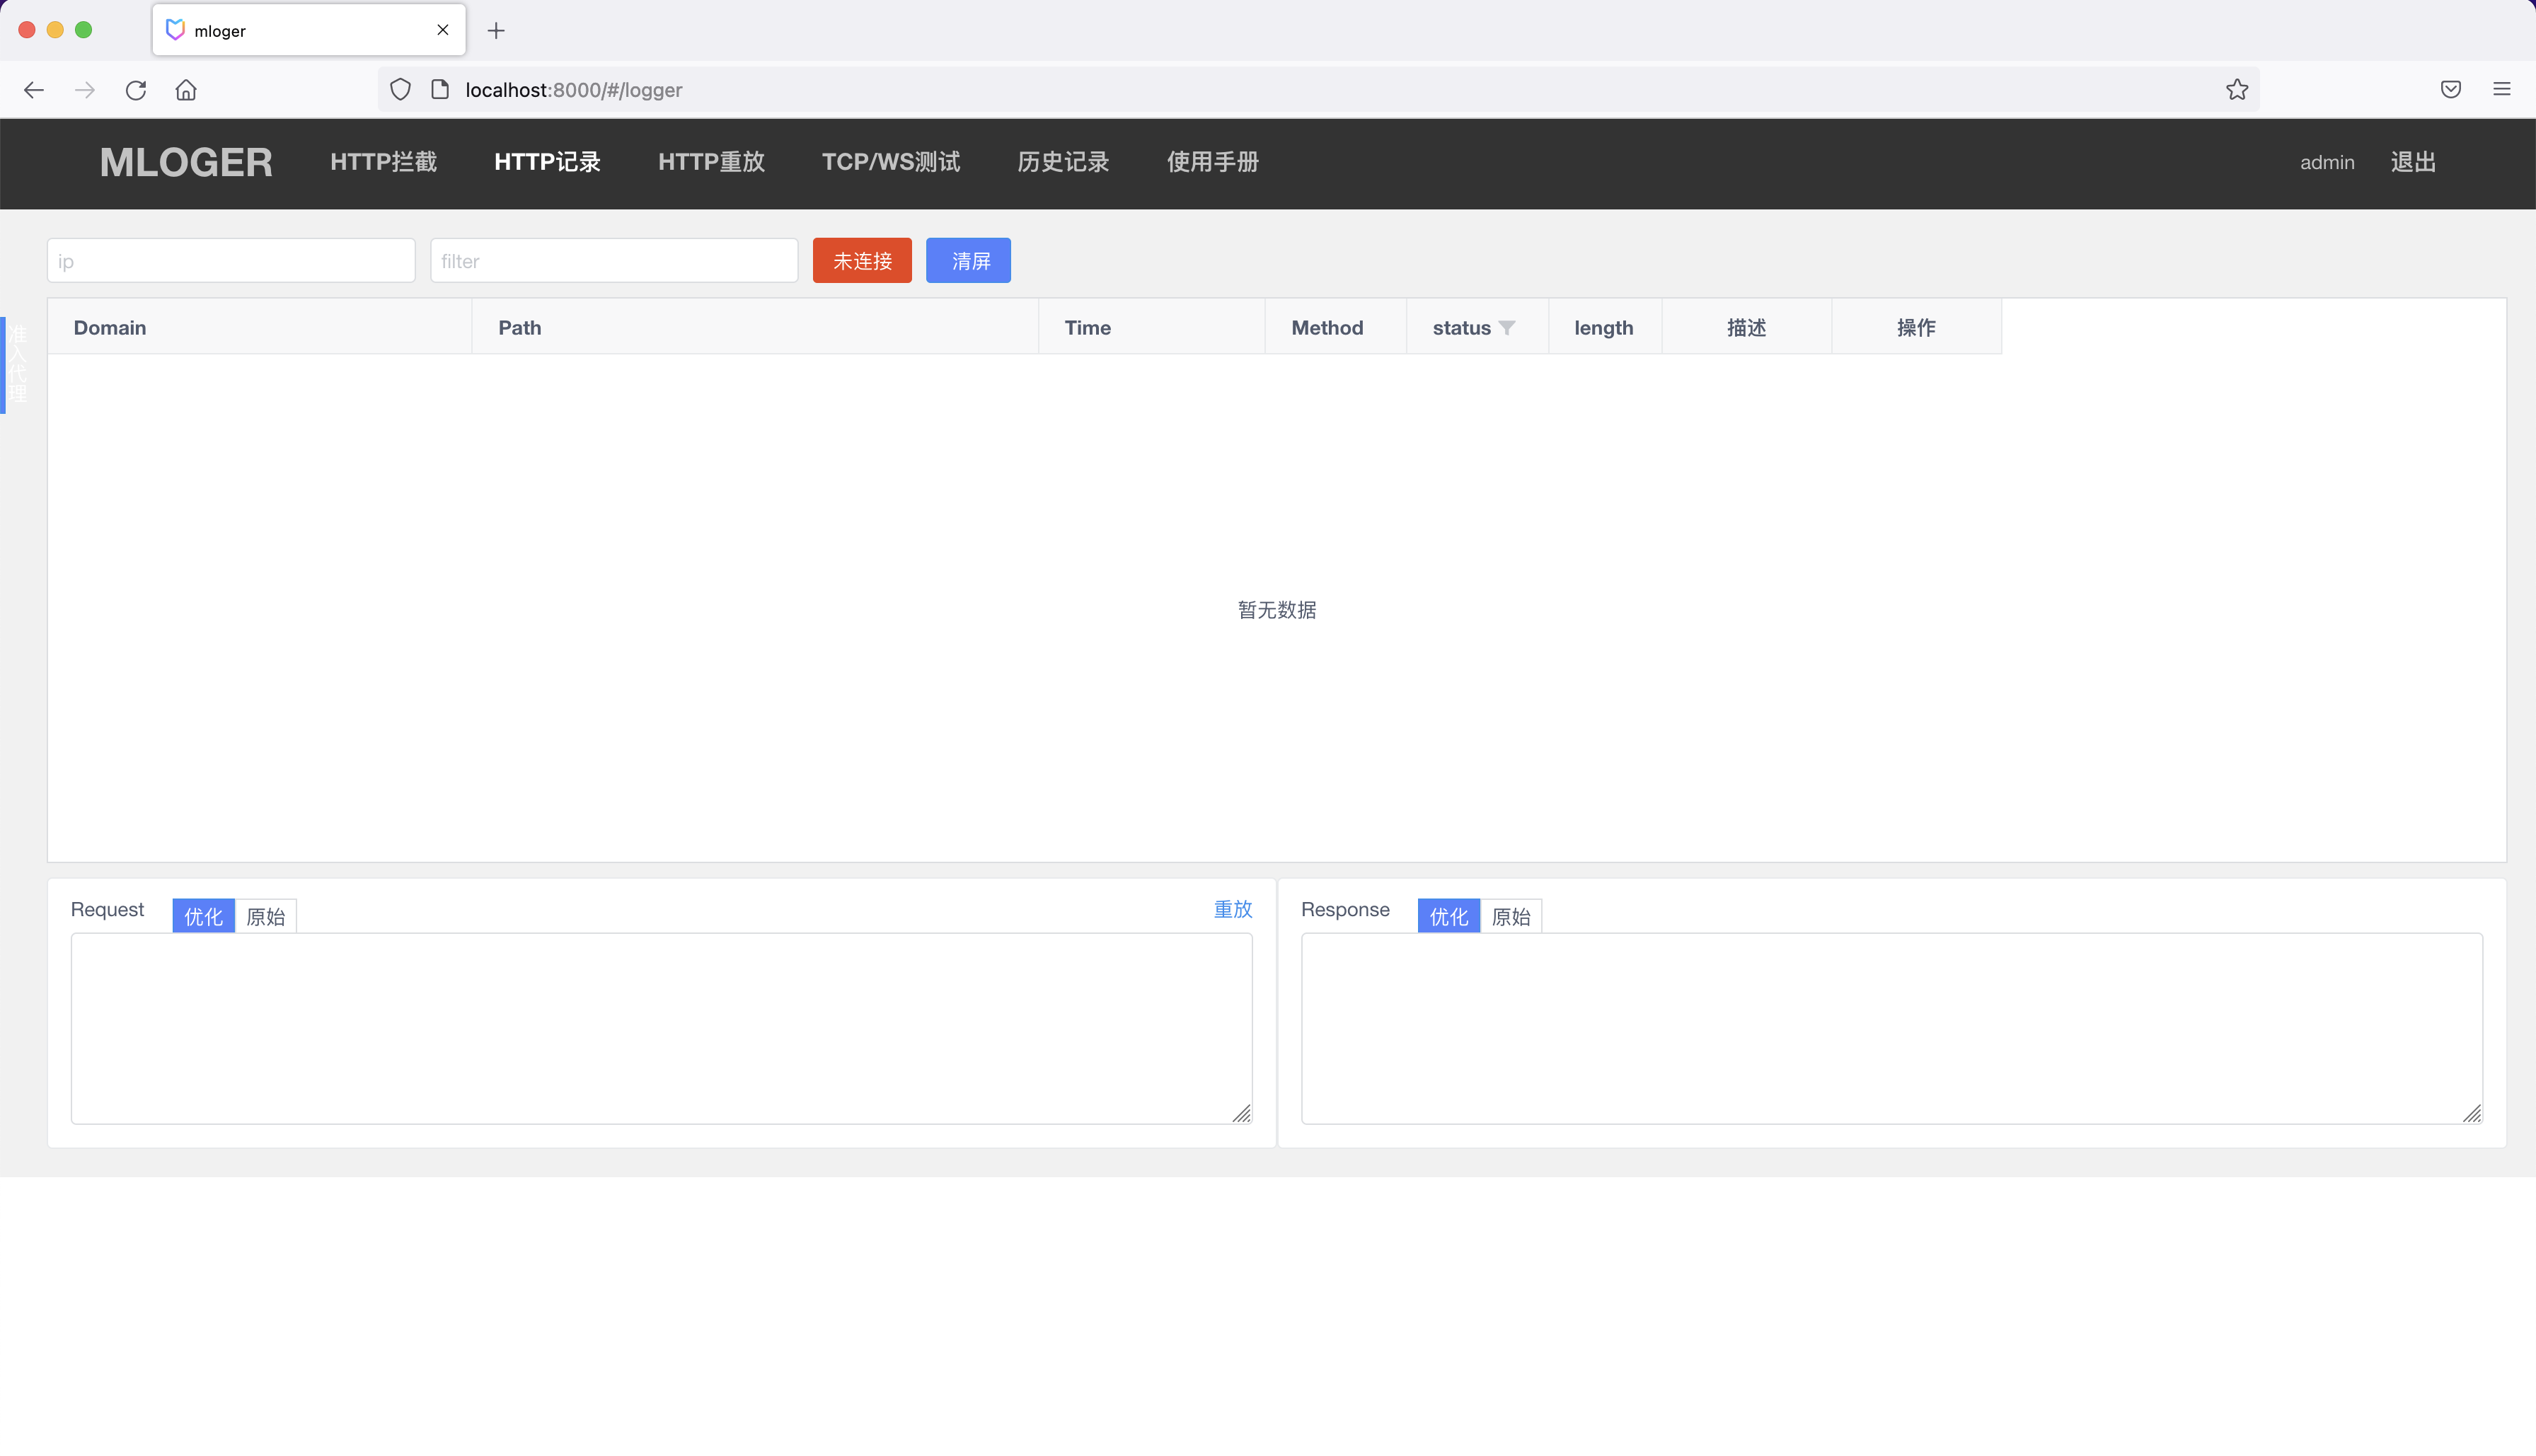 mloger
localhost:8000/#/logger
MLOGER HTTP拦截 HTTP记录 HTTP重放 TCP/WS测试 历史记录 使用手册 admin 退出
ip filter 未连接 清屏
准入代理
Domain Path Time Method status length 描述 操作
暂无数据
Request 优化 原始 重放 Response 优化 原始